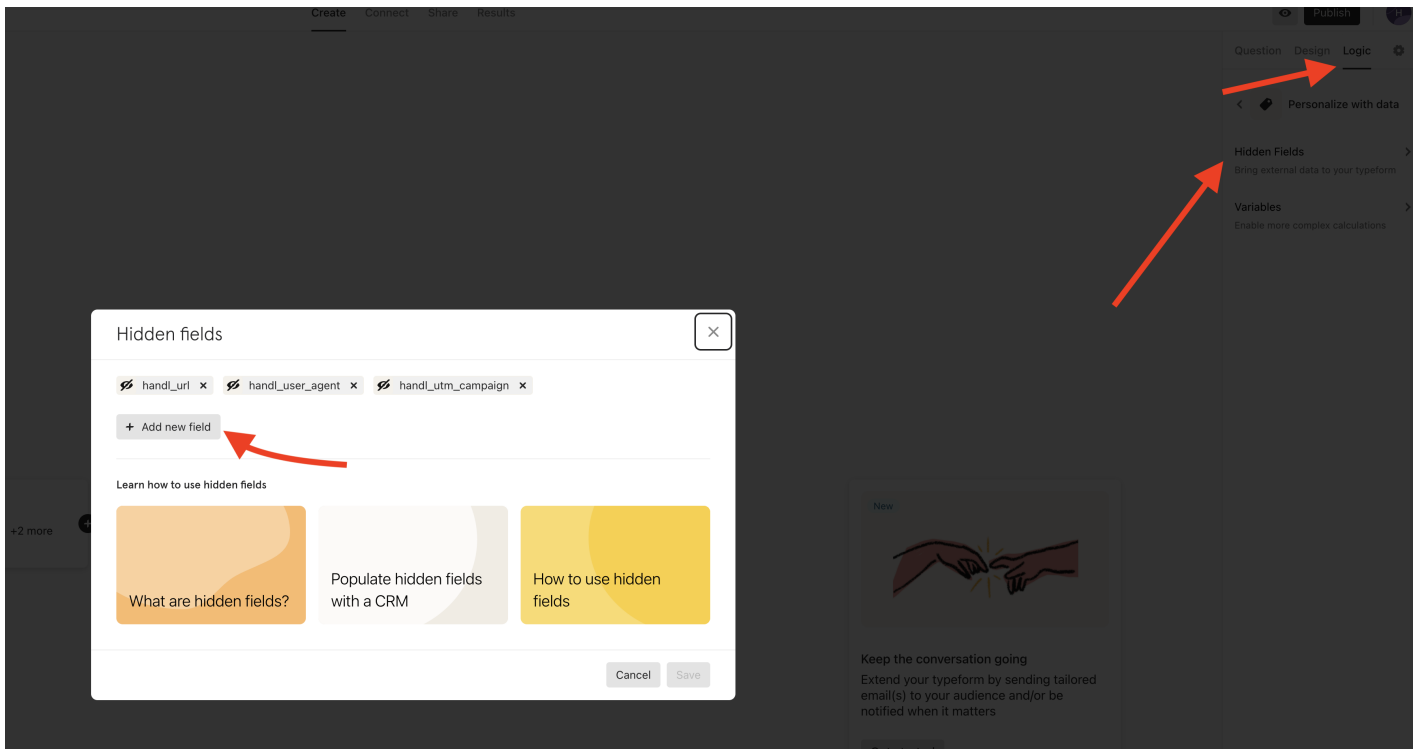 Create Connect Share Results
Publish
H
Question Design Logic
Personalize with data
Hidden Fields
Bring external data to your typeform
Variables
Enable more complex calculations
Hidden fields
handl_url handl_user_agent handl_utm_campaign
+ Add new field
Learn how to use hidden fields
What are hidden fields?
Populate hidden fields
with a CRM
How to use hidden
fields
Cancel Save
+2 more
New
Keep the conversation going
Extend your typeform by sending tailored
email(s) to your audience and/or be
notified when it matters